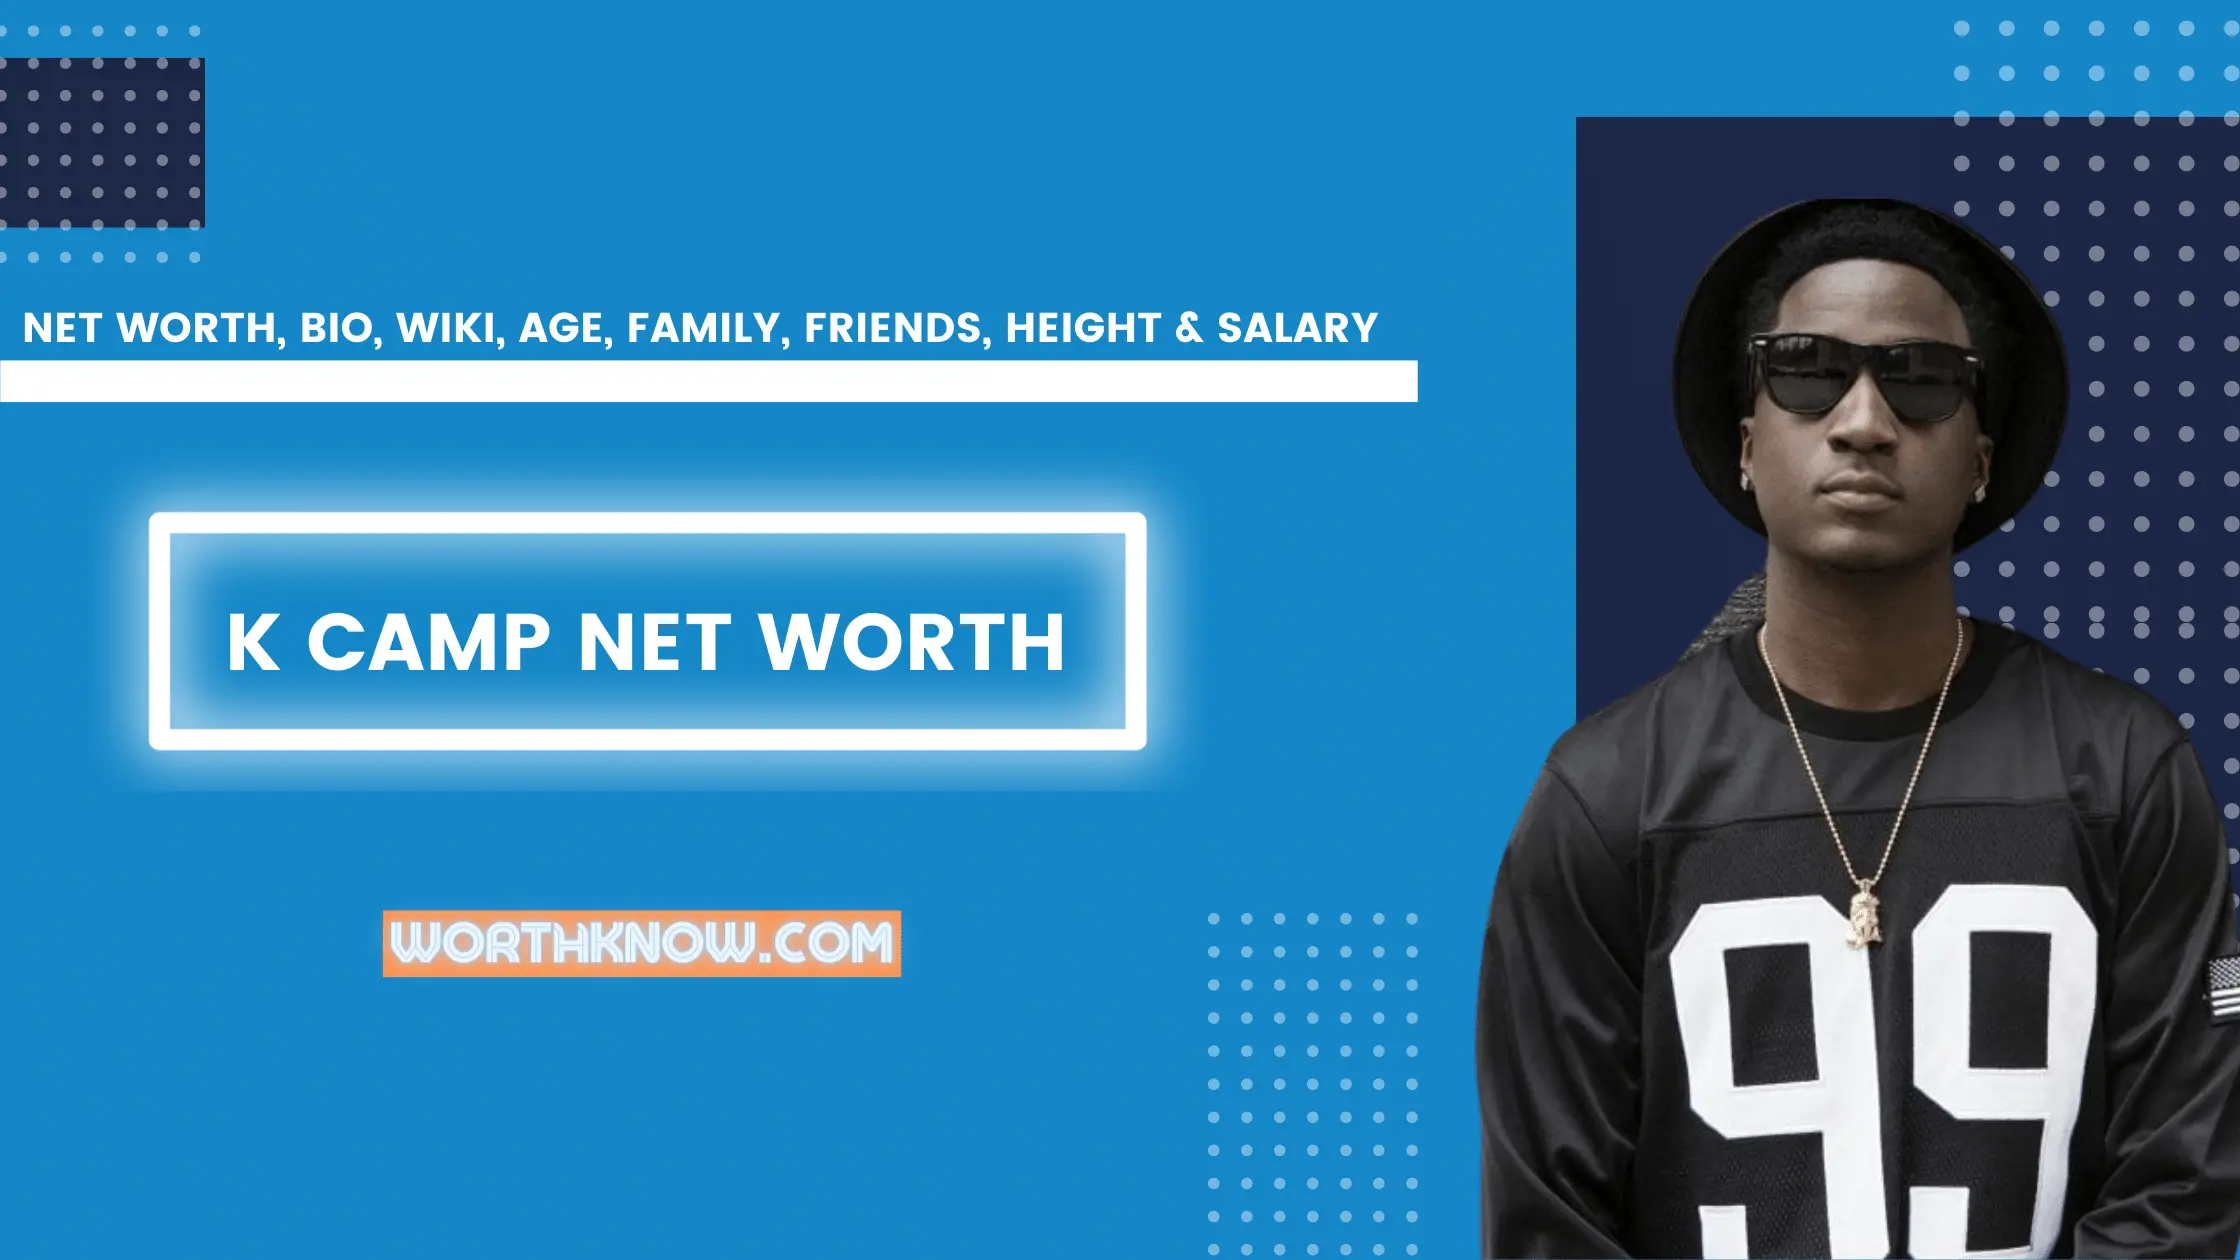 NET WORTH, BIO, WIKI, AGE, FAMILY, FRIENDS, HEIGHT & SALARY
K CAMP NET WORTH
WORTHKNOW.COM
99